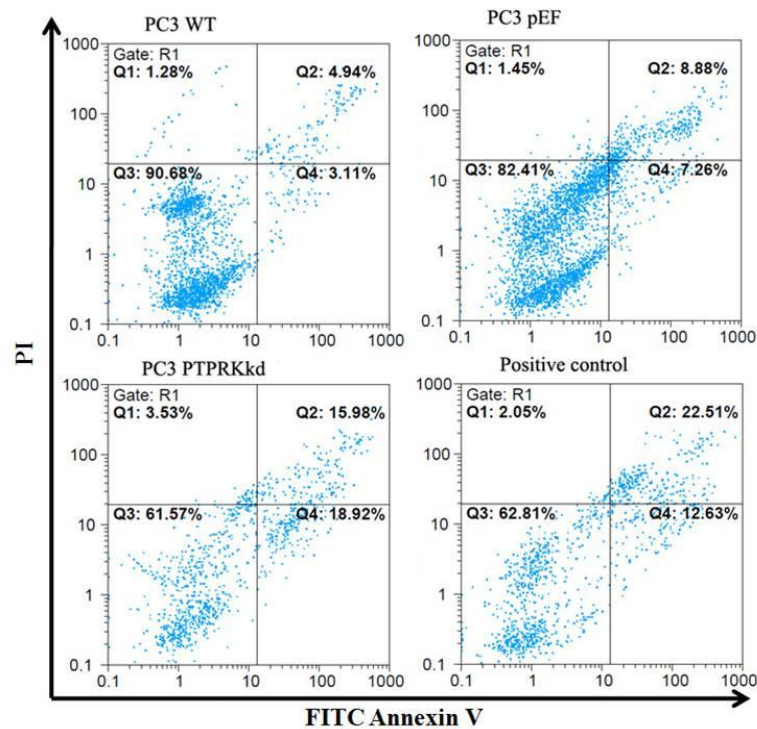 PC3 WT
1000
100
10
1
0.1
Gate: R1
Q1: 1.28%
Q2: 4.94%
Q3: 90.68%
Q4: 3.11%
0.1 1 10 100 1000
PC3 pEF
1000
100
10
1
0.1
Gate: R1
Q1: 1.45%
Q2: 8.88%
Q3: 82.41%
Q4: 7.26%
0.1 1 10 100 1000
PI
PC3 PTPRKkd
1000
100
10
1
0.1
Gate: R1
Q1: 3.53%
Q2: 15.98%
Q3: 61.57%
Q4: 18.92%
0.1 1 10 100 1000
Positive control
1000
100
10
1
0.1
Gate: R1
Q1: 2.05%
Q2: 22.51%
Q3: 62.81%
Q4: 12.63%
0.1 1 10 100 1000
FITC Annexin V